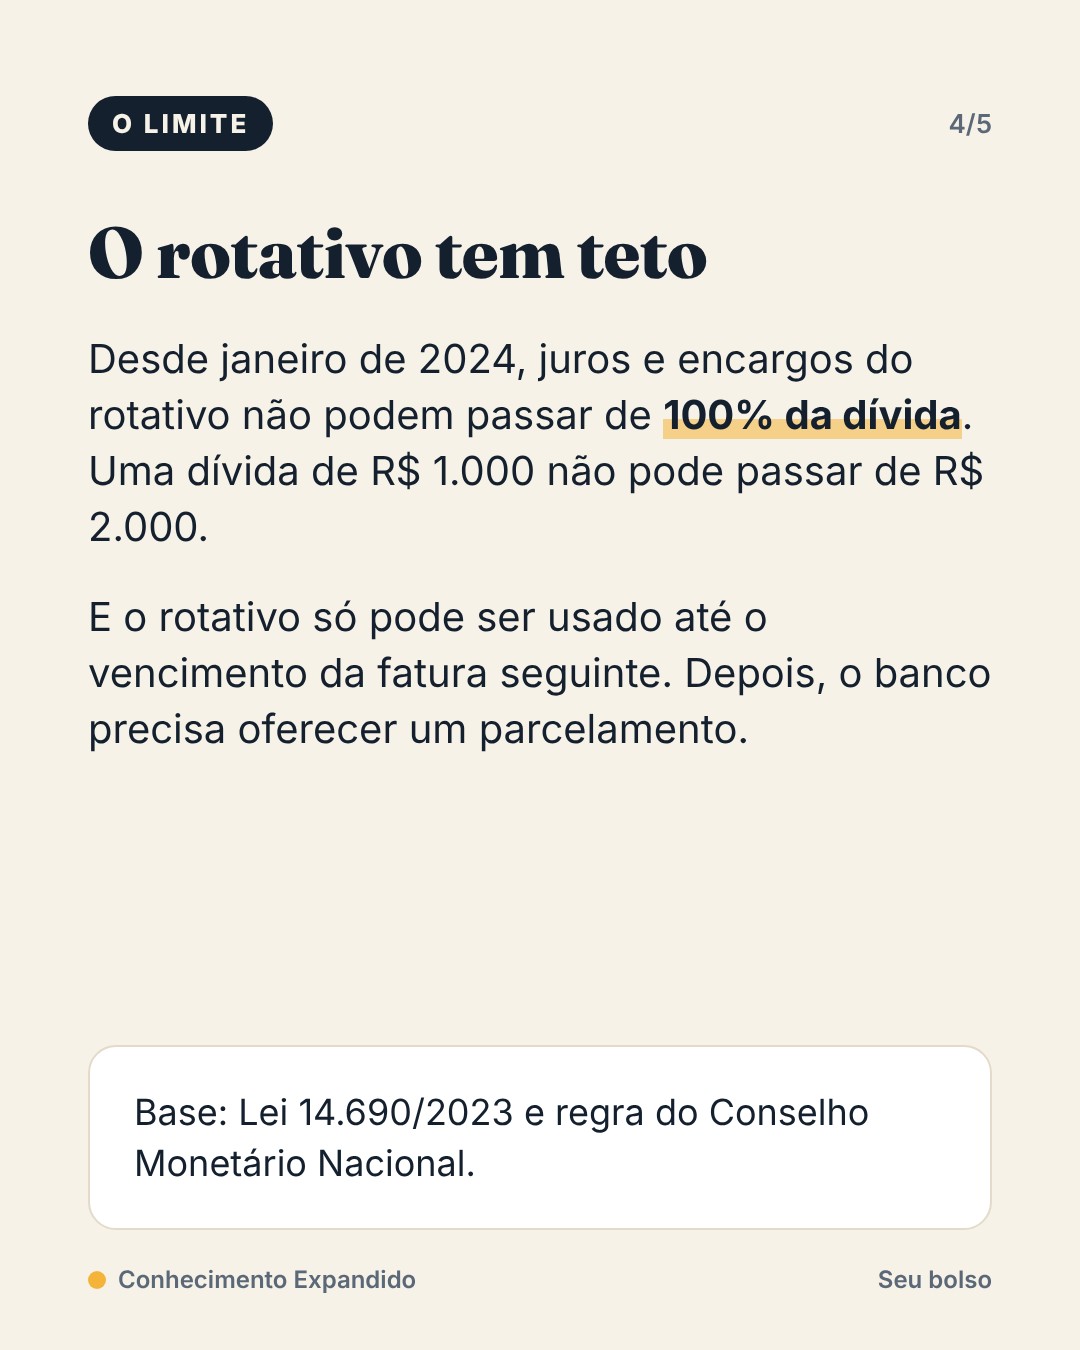 O LIMITE
4/5
O rotativo tem teto
Desde janeiro de 2024, juros e encargos do
rotativo não podem passar de 100% da dívida.
Uma dívida de R$ 1.000 não pode passar de R$
2.000.
E o rotativo só pode ser usado até o
vencimento da fatura seguinte. Depois, o banco
precisa oferecer um parcelamento.
Base: Lei 14.690/2023 e regra do Conselho
Monetário Nacional.
Conhecimento Expandido
Seu bolso